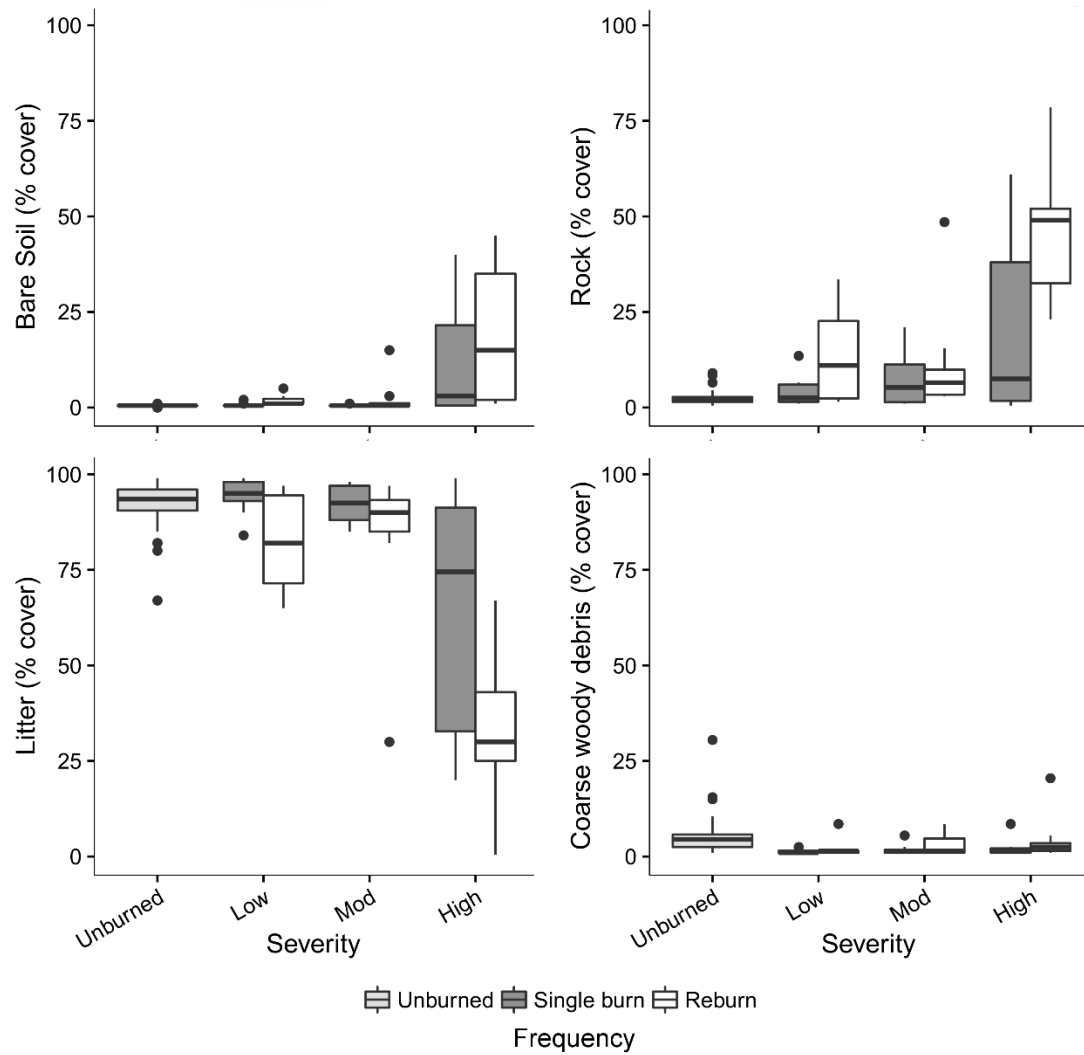 Bare Soil (% cover)
100
75
50
25
0
Rock (% cover)
100
75
50
25
0
Litter (% cover)
100
75
50
25
0
Unburned
Low
Mod
High
Severity
Coarse woody debris (% cover)
100
75
50
25
0
Unburned
Low
Mod
High
Severity
Unburned Single burn Reburn
Frequency